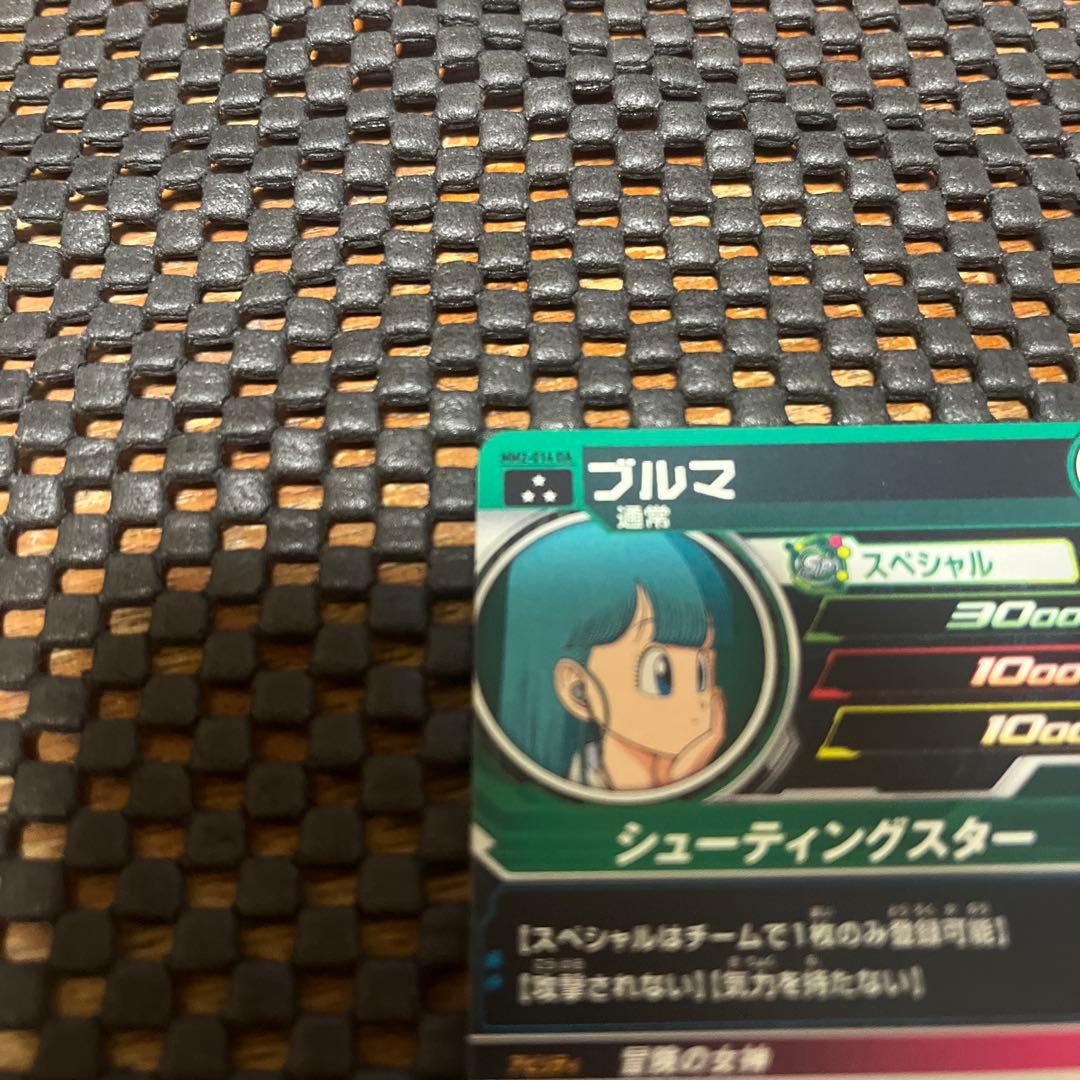 MM2-014 DA
ブルマ
通常
スペシャル
3000
1000
1000
シューティングスター
[スペシャルはチームで1枚のみ登録可能]
[攻撃されない][気力を持たない]
冒険の女神